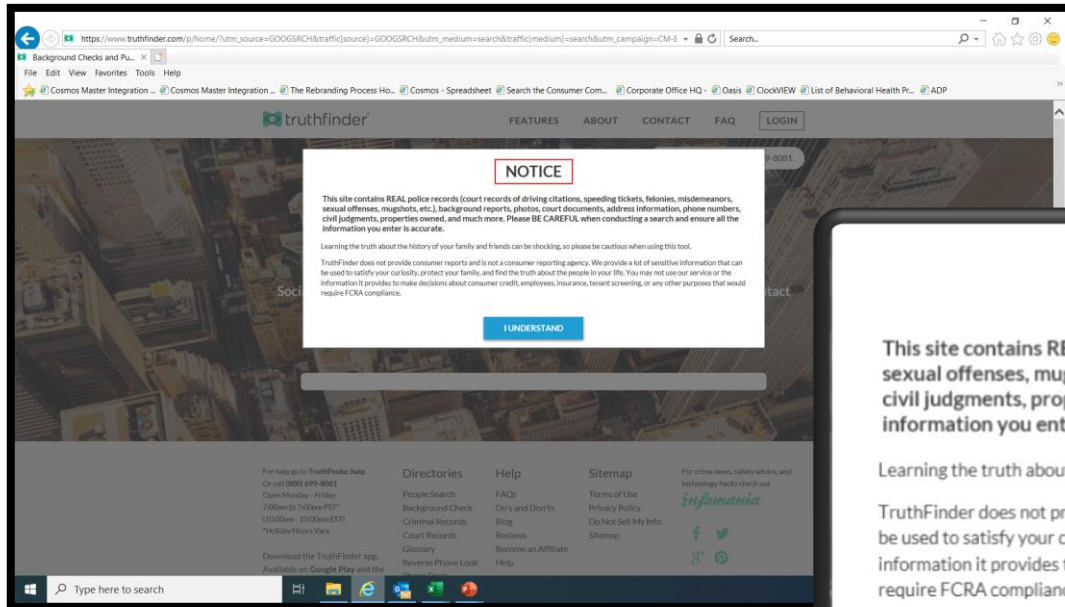 https://www.truthfinder.com/p/home/?utm_source=GOOGSRCH&traffic[source]=GOOGSRCH&utm_medium=search&traffic[medium]=search&utm_campaign=CM-E
Search...
Background Checks and Pu...
File Edit View Favorites Tools Help
Cosmos Master Integration ... Cosmos Master Integration ... The Rebranding Process Ho... Cosmos - Spreadsheet Search the Consumer Com... Corporate Office HQ - Oasis ClockVIEW List of Behavioral Health Pr... ADP
truthfinder FEATURES ABOUT CONTACT FAQ LOGIN
9-8081
NOTICE
This site contains REAL police records (court records of driving citations, speeding tickets, felonies, misdemeanors,
sexual offenses, mugshots, etc.), background reports, photos, court documents, address information, phone numbers,
civil judgments, properties owned, and much more. Please BE CAREFUL when conducting a search and ensure all the
information you enter is accurate.
Learning the truth about the history of your family and friends can be shocking, so please be cautious when using this tool.
TruthFinder does not provide consumer reports and is not a consumer reporting agency. We provide a lot of sensitive information that can
be used to satisfy your curiosity, protect your family, and find the truth about the people in your life. You may not use our service or the
information it provides to make decisions about consumer credit, employees, insurance, tenant screening, or any other purposes that would
require FCRA compliance.
Soci
tact
I UNDERSTAND
For help go to TruthFinder.help
Or call (800) 699-8081
Open Monday - Friday
7:00am to 7:00pm PST*
(10:00am - 10:00pm EST)
*Holiday Hours Vary
Download the TruthFinder app.
Available on Google Play and the
Directories
People Search
Background Check
Criminal Records
Court Records
Glossary
Reverse Phone Look
Help
FAQs
Do's and Don'ts
Blog
Reviews
Become an Affiliate
Help
Sitemap
Terms of Use
Privacy Policy
Do Not Sell My Info
Sitemap
For crime news, safety advice, and
technology hacks check out
infomania
Type here to search
This site contains RE
sexual offenses, mug
civil judgments, prop
information you ent
Learning the truth abou
TruthFinder does not pr
be used to satisfy your c
information it provides t
require FCRA complianc